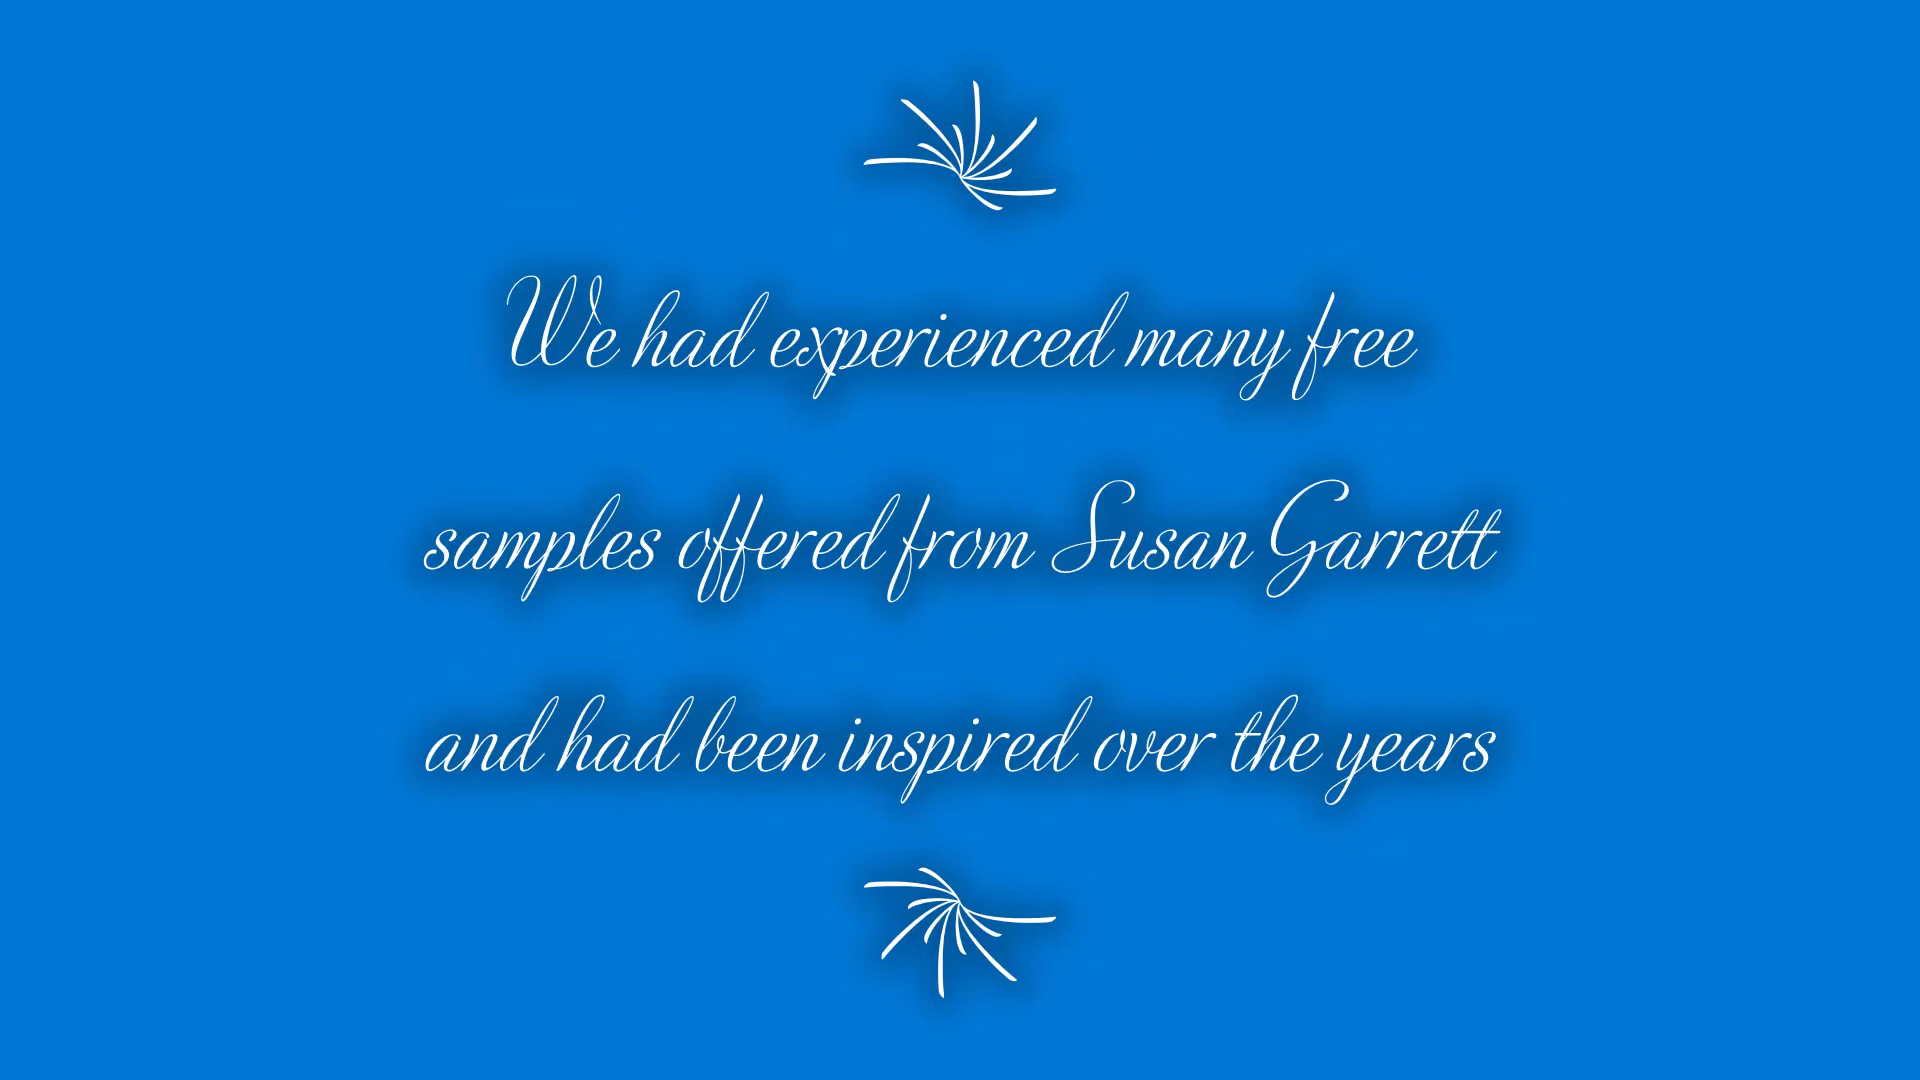 We had experienced many free
samples offered from Susan Garrett
and had been inspired over the years